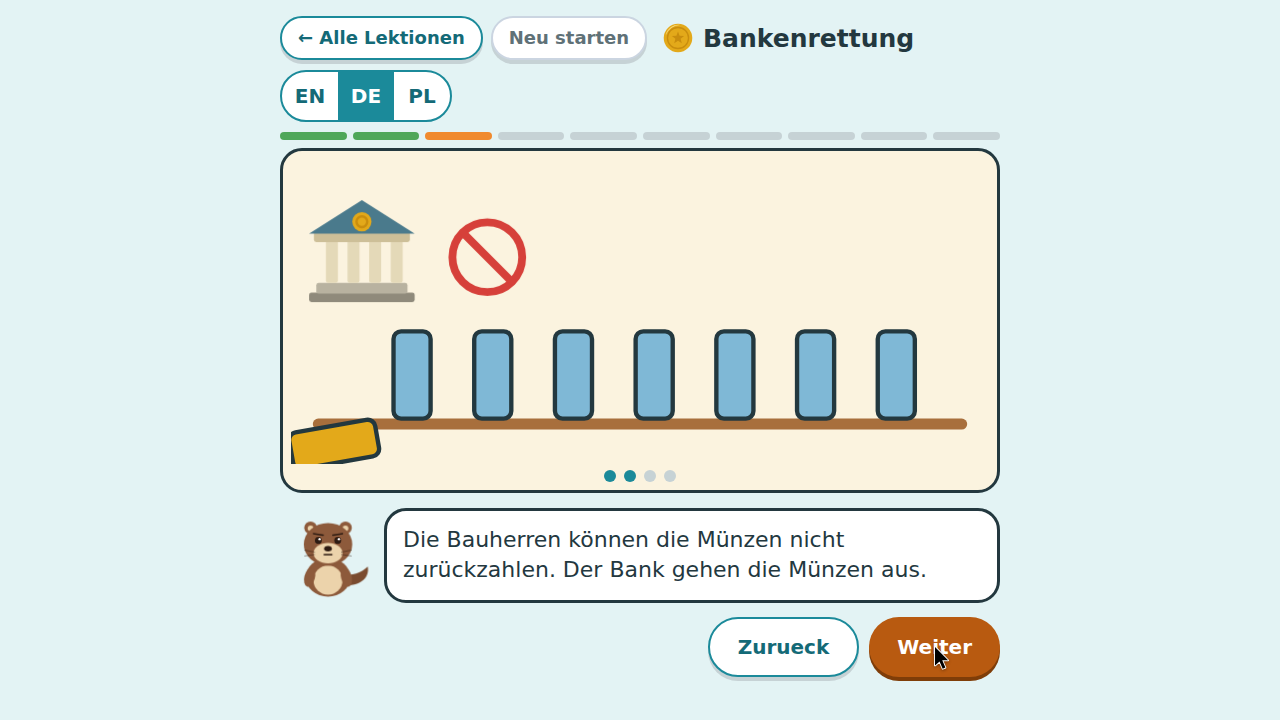 ← Alle Lektionen
Neu starten
Bankenrettung
EN DE PL
Die Bauherren können die Münzen nicht
zurückzahlen. Der Bank gehen die Münzen aus.
Zurueck
Weiter